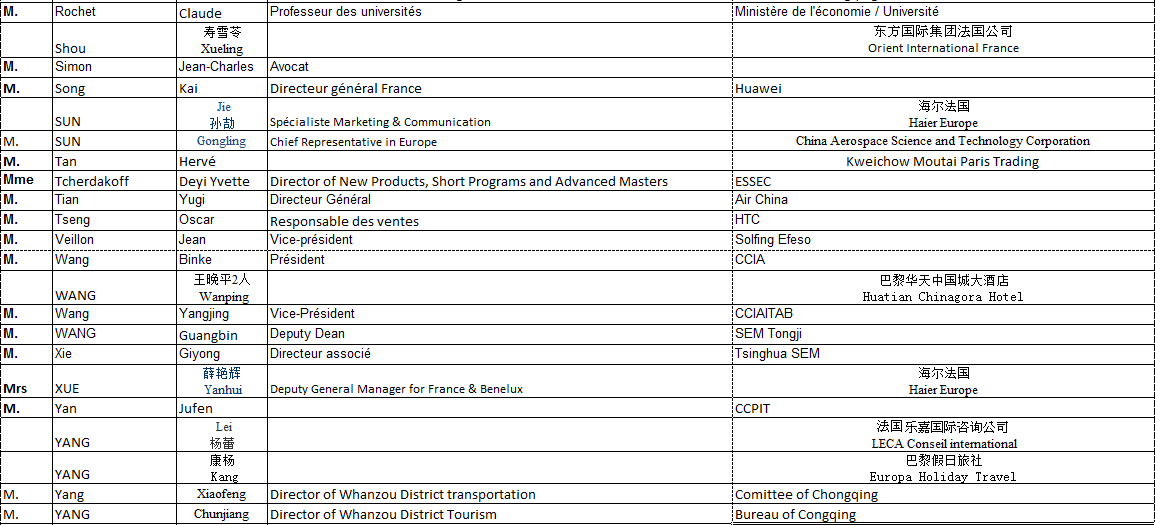 M. Rochet Claude Professeur des universités Ministère de l'économie / Université
寿雪苓 东方国际集团法国公司
Shou Xueling Orient International France
M. Simon Jean-Charles Avocat
M. Song Kai Directeur général France Huawei
Jie 海尔法国
SUN 孙劼 Spécialiste Marketing & Communication Haier Europe
M. SUN Gongling Chief Representative in Europe China Aerospace Science and Technology Corporation
M. Tan Hervé Kweichow Moutai Paris Trading
Mme Tcherdakoff Deyi Yvette Director of New Products, Short Programs and Advanced Masters ESSEC
M. Tian Yugi Directeur Général Air China
M. Tseng Oscar Responsable des ventes HTC
M. Veillon Jean Vice-président Solfing Efeso
M. Wang Binke Président CCIA
王晚平2人 巴黎华天中国城大酒店
WANG Wanping Huatian Chinagora Hotel
M. Wang Yangjing Vice-Président CCIAITAB
M. WANG Guangbin Deputy Dean SEM Tongji
M. Xie Giyong Directeur associé Tsinghua SEM
薛艳辉 海尔法国
Mrs XUE Yanhui Deputy General Manager for France & Benelux Haier Europe
M. Yan Jufen CCPIT
Lei 法国乐嘉国际咨询公司
YANG 杨蕾 LECA Conseil international
康杨 巴黎假日旅社
YANG Kang Europa Holiday Travel
M. Yang Xiaofeng Director of Whanzou District transportation Comittee of Chongqing
M. YANG Chunjiang Director of Whanzou District Tourism Bureau of Congqing